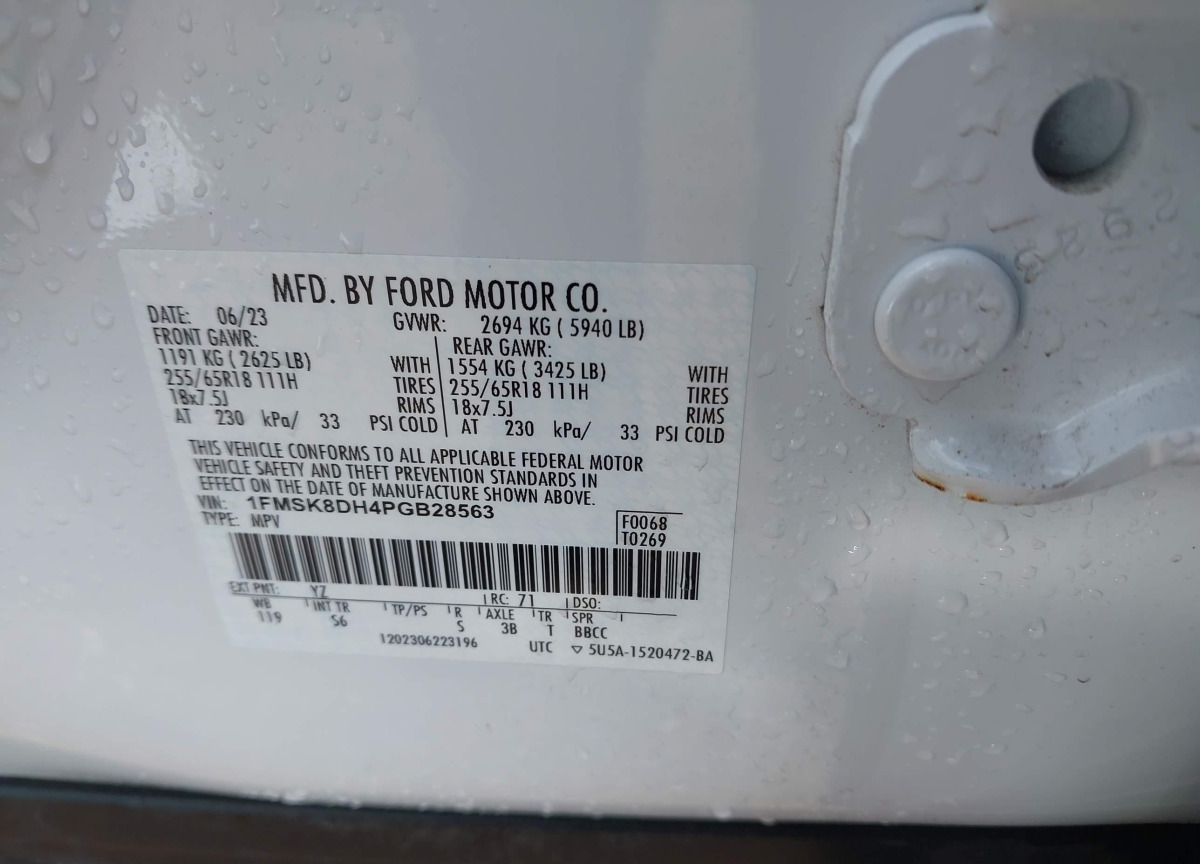 MFD. BY FORD MOTOR CO.
DATE: 06/23 GVWR: 2694 KG ( 5940 LB)
FRONT GAWR: REAR GAWR:
1191 KG ( 2625 LB) WITH 1554 KG ( 3425 LB) WITH
255/65R18 111H TIRES 255/65R18 111H TIRES
18x7.5J RIMS 18x7.5J RIMS
AT 230 kPa/ 33 PSI COLD AT 230 kPa/ 33 PSI COLD
THIS VEHICLE CONFORMS TO ALL APPLICABLE FEDERAL MOTOR
VEHICLE SAFETY AND THEFT PREVENTION STANDARDS IN
EFFECT ON THE DATE OF MANUFACTURE SHOWN ABOVE.
VIN: 1FMSK8DH4PGB28563 F0068
TYPE: MPV T0269
EXT PNT: YZ RC: 71 DSO:
WB INT TR TP/PS R AXLE TR SPR
119 S6 S 3B T BBCC
1202306223196 UTC ▽ 5U5A-1520472-BA